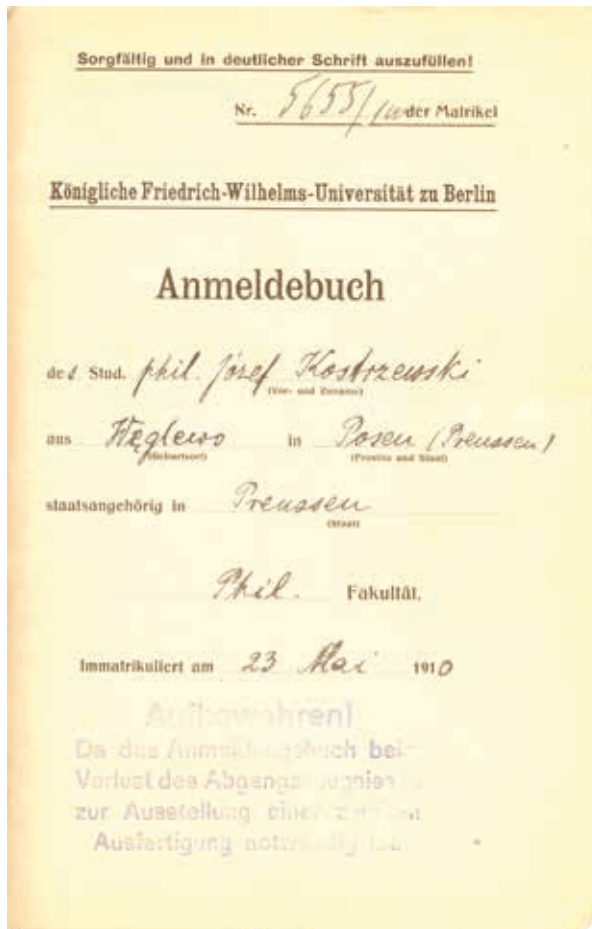 Sorgfältig und in deutlicher Schrift auszufüllen!
Nr. 5655/ der Matrikel
Königliche Friedrich-Wilhelms-Universität zu Berlin
Anmeldebuch
des Stud. phil. Józef Kostrzewski
(Vor- und Zuname)
aus Węglewo in Posen (Preussen)
(Geburtsort) (Provinz und Staat)
staatsangehörig in Preussen
(Staat)
Phil. Fakultät.
Immatrikuliert am 23 Mai 1910
Aufbewahren!
Da das Anmeldungsbuch beim
Verlust des Abgangszeugnisses
zur Ausstellung einer zweiten
Ausfertigung notwendig ist.